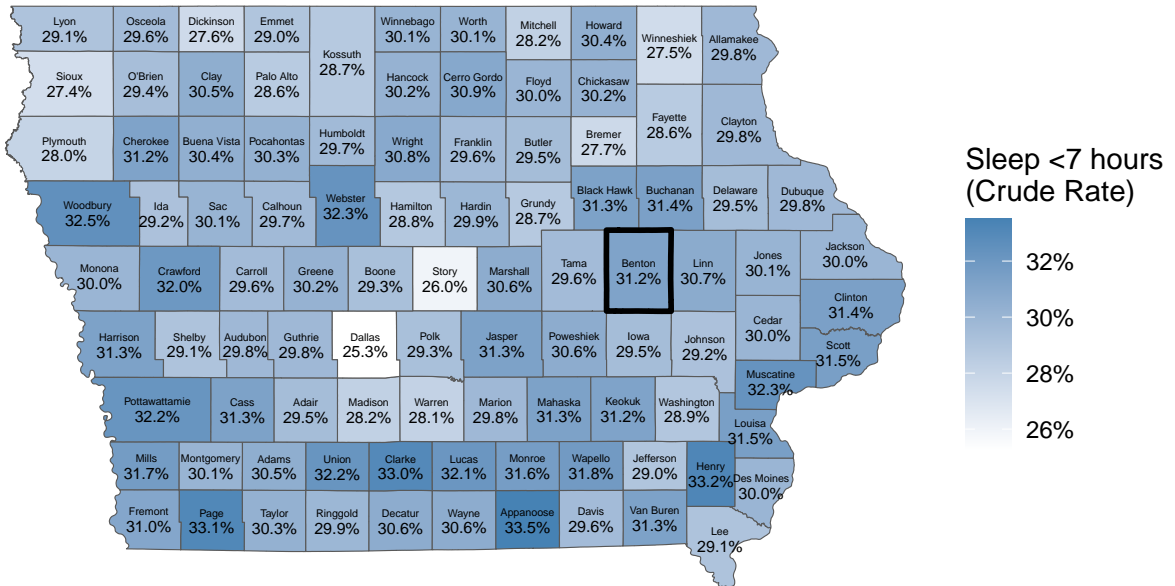 Lyon
29.1%
Osceola
29.6%
Dickinson
27.6%
Emmet
29.0%
Kossuth
28.7%
Winnebago
30.1%
Worth
30.1%
Mitchell
28.2%
Howard
30.4%
Winneshiek
27.5%
Allamakee
29.8%
Sioux
27.4%
O'Brien
29.4%
Clay
30.5%
Palo Alto
28.6%
Hancock
30.2%
Cerro Gordo
30.9%
Floyd
30.0%
Chickasaw
30.2%
Fayette
28.6%
Clayton
29.8%
Plymouth
28.0%
Cherokee
31.2%
Buena Vista
30.4%
Pocahontas
30.3%
Humboldt
29.7%
Wright
30.8%
Franklin
29.6%
Butler
29.5%
Bremer
27.7%
Woodbury
32.5%
Ida
29.2%
Sac
30.1%
Calhoun
29.7%
Webster
32.3%
Hamilton
28.8%
Hardin
29.9%
Grundy
28.7%
Black Hawk
31.3%
Buchanan
31.4%
Delaware
29.5%
Dubuque
29.8%
Monona
30.0%
Crawford
32.0%
Carroll
29.6%
Greene
30.2%
Boone
29.3%
Story
26.0%
Marshall
30.6%
Tama
29.6%
Benton
31.2%
Linn
30.7%
Jones
30.1%
Jackson
30.0%
Clinton
31.4%
Harrison
31.3%
Shelby
29.1%
Audubon
29.8%
Guthrie
29.8%
Dallas
25.3%
Polk
29.3%
Jasper
31.3%
Poweshiek
30.6%
Iowa
29.5%
Johnson
29.2%
Cedar
30.0%
Scott
31.5%
Muscatine
32.3%
Pottawattamie
32.2%
Cass
31.3%
Adair
29.5%
Madison
28.2%
Warren
28.1%
Marion
29.8%
Mahaska
31.3%
Keokuk
31.2%
Washington
28.9%
Louisa
31.5%
Mills
31.7%
Montgomery
30.1%
Adams
30.5%
Union
32.2%
Clarke
33.0%
Lucas
32.1%
Monroe
31.6%
Wapello
31.8%
Jefferson
29.0%
Henry
33.2%
Des Moines
30.0%
Fremont
31.0%
Page
33.1%
Taylor
30.3%
Ringgold
29.9%
Decatur
30.6%
Wayne
30.6%
Appanoose
33.5%
Davis
29.6%
Van Buren
31.3%
Lee
29.1%
Sleep <7 hours
(Crude Rate)
32%
30%
28%
26%